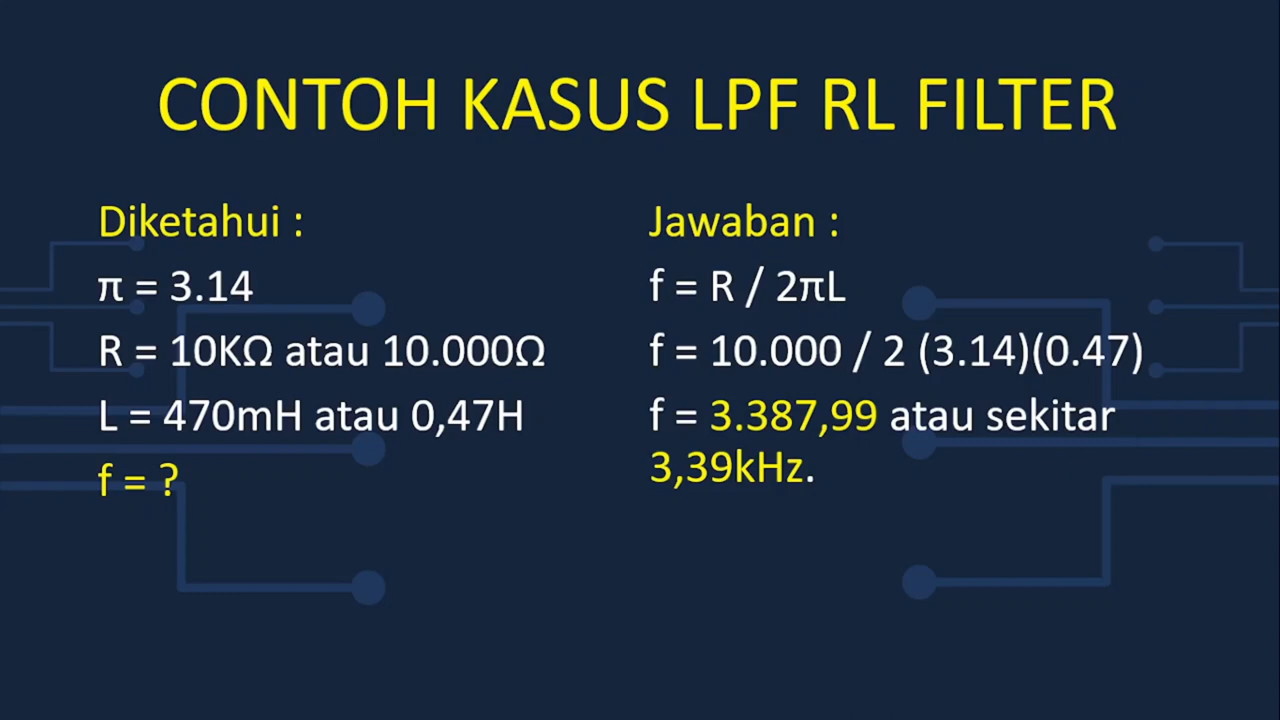 CONTOH KASUS LPF RL FILTER
Diketahui :
π = 3.14
R = 10KΩ atau 10.000Ω
L = 470mH atau 0,47H
f = ?
Jawaban :
f = R / 2πL
f = 10.000 / 2 (3.14)(0.47)
f = 3.387,99 atau sekitar
3,39kHz.